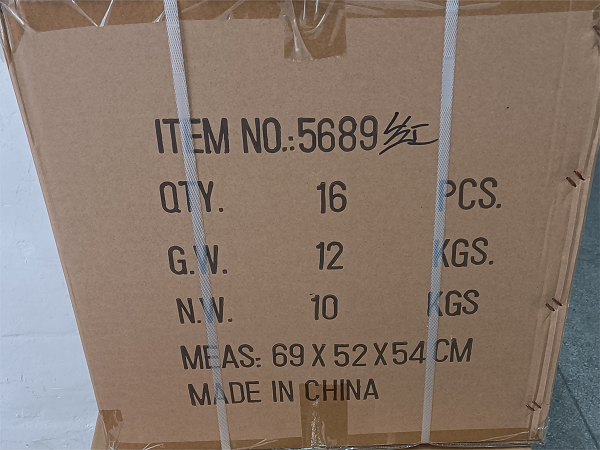 ITEM NO.:5689红
QTY. 16 PCS.
G.W. 12 KGS.
N.W. 10 KGS
MEAS: 69 X 52 X 54 CM
MADE IN CHINA